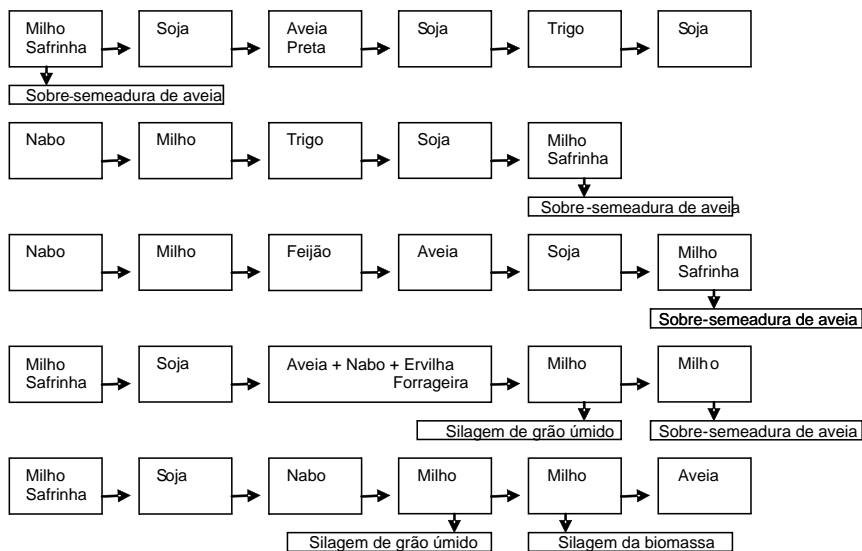 Milho
Safrinha
Soja
Aveia
Preta
Soja
Trigo
Soja
Sobre-semeadura de aveia
Nabo
Milho
Trigo
Soja
Milho
Safrinha
Sobre-semeadura de aveia
Nabo
Milho
Feijão
Aveia
Soja
Milho
Safrinha
Sobre-semeadura de aveia
Milho
Safrinha
Soja
Aveia + Nabo + Ervilha
Forrageira
Milho
Milho
Silagem de grão úmido
Sobre-semeadura de aveia
Milho
Safrinha
Soja
Nabo
Milho
Milho
Aveia
Silagem de grão úmido
Silagem da biomassa